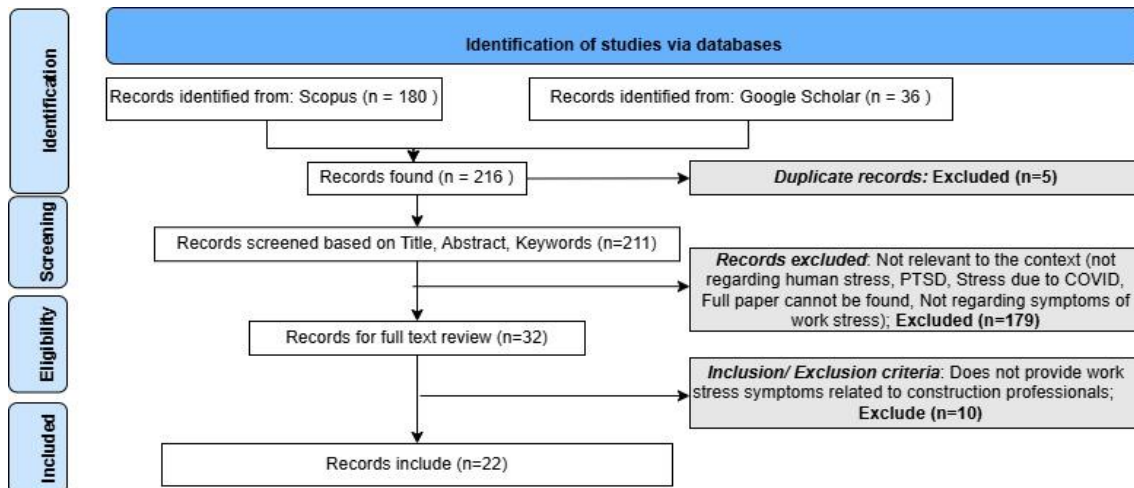 Identification of studies via databases
Identification
Records identified from: Scopus (n = 180 )
Records identified from: Google Scholar (n = 36 )
Records found (n = 216 )
Duplicate records: Excluded (n=5)
Screening
Records screened based on Title, Abstract, Keywords (n=211)
Records excluded: Not relevant to the context (not
regarding human stress, PTSD, Stress due to COVID,
Full paper cannot be found, Not regarding symptoms of
work stress); Excluded (n=179)
Eligibility
Records for full text review (n=32)
Inclusion/ Exclusion criteria: Does not provide work
stress symptoms related to construction professionals;
Exclude (n=10)
Included
Records include (n=22)